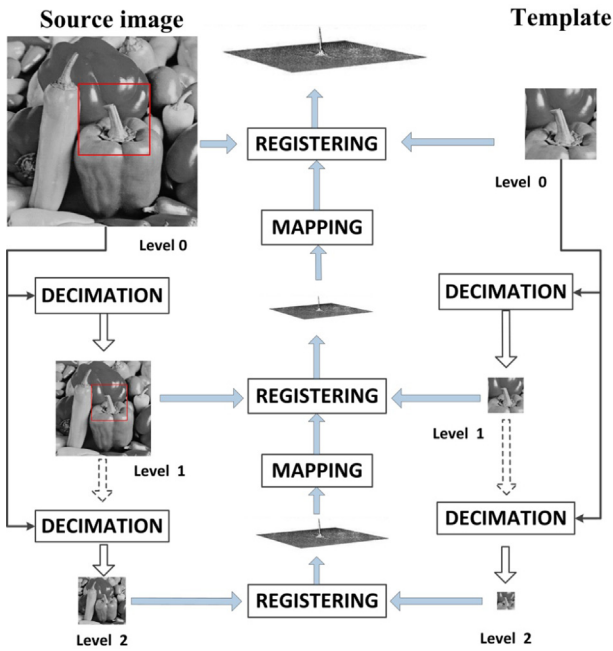 Source image
Template
REGISTERING
Level 0
Level 0
MAPPING
DECIMATION
DECIMATION
REGISTERING
Level 1
Level 1
MAPPING
DECIMATION
DECIMATION
REGISTERING
Level 2
Level 2